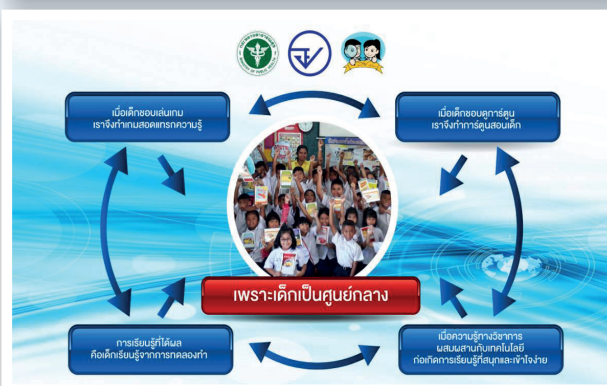 เมื่อเด็กชอบเล่นเกม
เราจึงทำเกมสอดแทรกความรู้
เมื่อเด็กชอบดูการ์ตูน
เราจึงทำการ์ตูนสอนเด็ก
เพราะเด็กเป็นศูนย์กลาง
การเรียนรู้ที่ได้ผล
คือเด็กเรียนรู้จากการทดลองทำ
เมื่อความรู้ทางวิชาการ
ผสมผสานกับเทคโนโลยี
ก่อเกิดการเรียนรู้ที่สนุกและเข้าใจง่าย